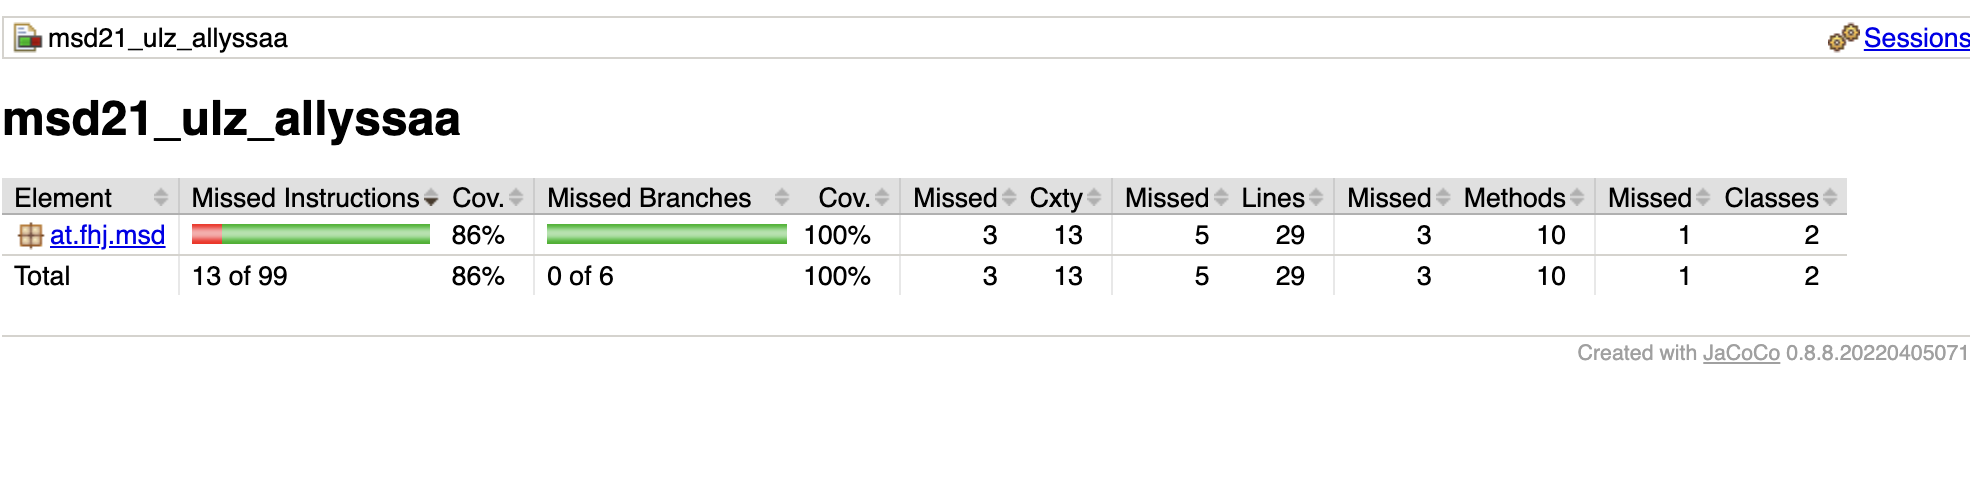 msd21_ulz_allyssaa Sessions
msd21_ulz_allyssaa
Element Missed Instructions Cov. Missed Branches Cov. Missed Cxty Missed Lines Missed Methods Missed Classes
at.fhj.msd 86% 100% 3 13 5 29 3 10 1 2
Total 13 of 99 86% 0 of 6 100% 3 13 5 29 3 10 1 2
Created with JaCoCo 0.8.8.20220405071